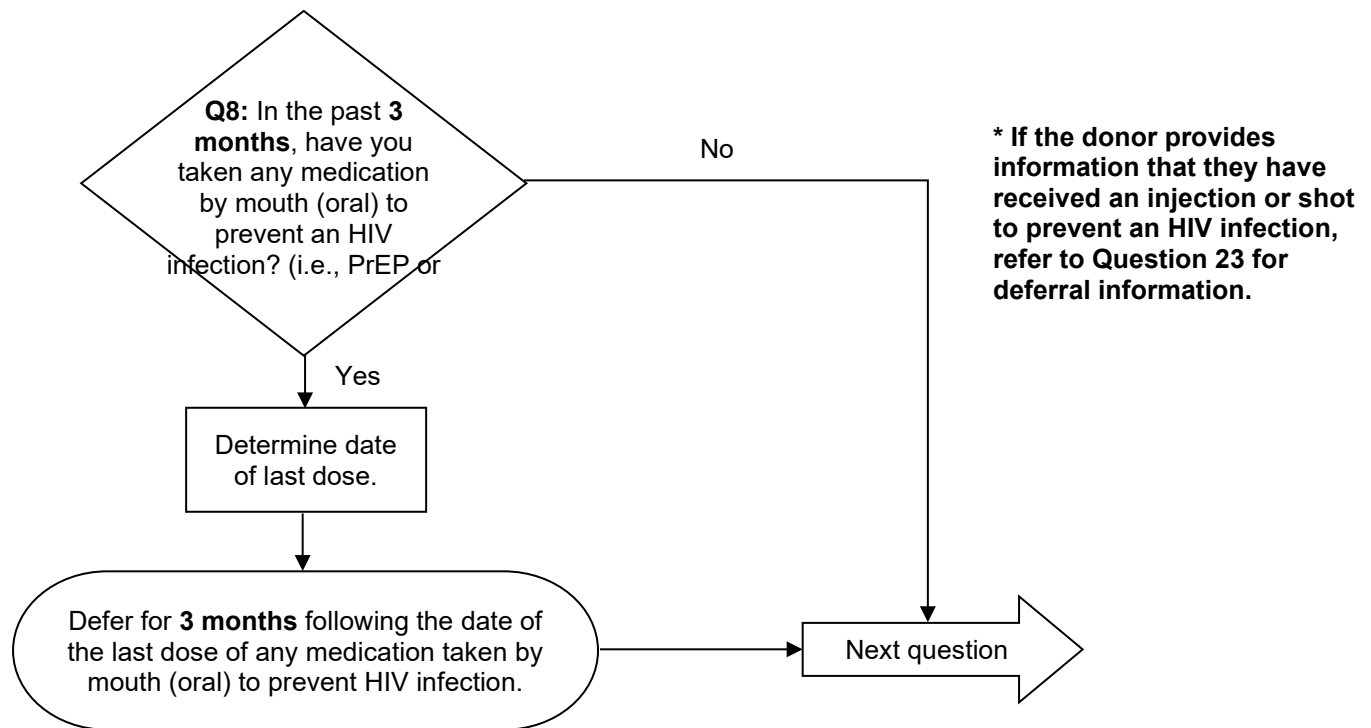 Q8: In the past 3
months, have you
taken any medication
by mouth (oral) to
prevent an HIV
infection? (i.e., PrEP or
No
* If the donor provides
information that they have
received an injection or shot
to prevent an HIV infection,
refer to Question 23 for
deferral information.
Yes
Determine date
of last dose.
Defer for 3 months following the date of
the last dose of any medication taken by
mouth (oral) to prevent HIV infection.
Next question